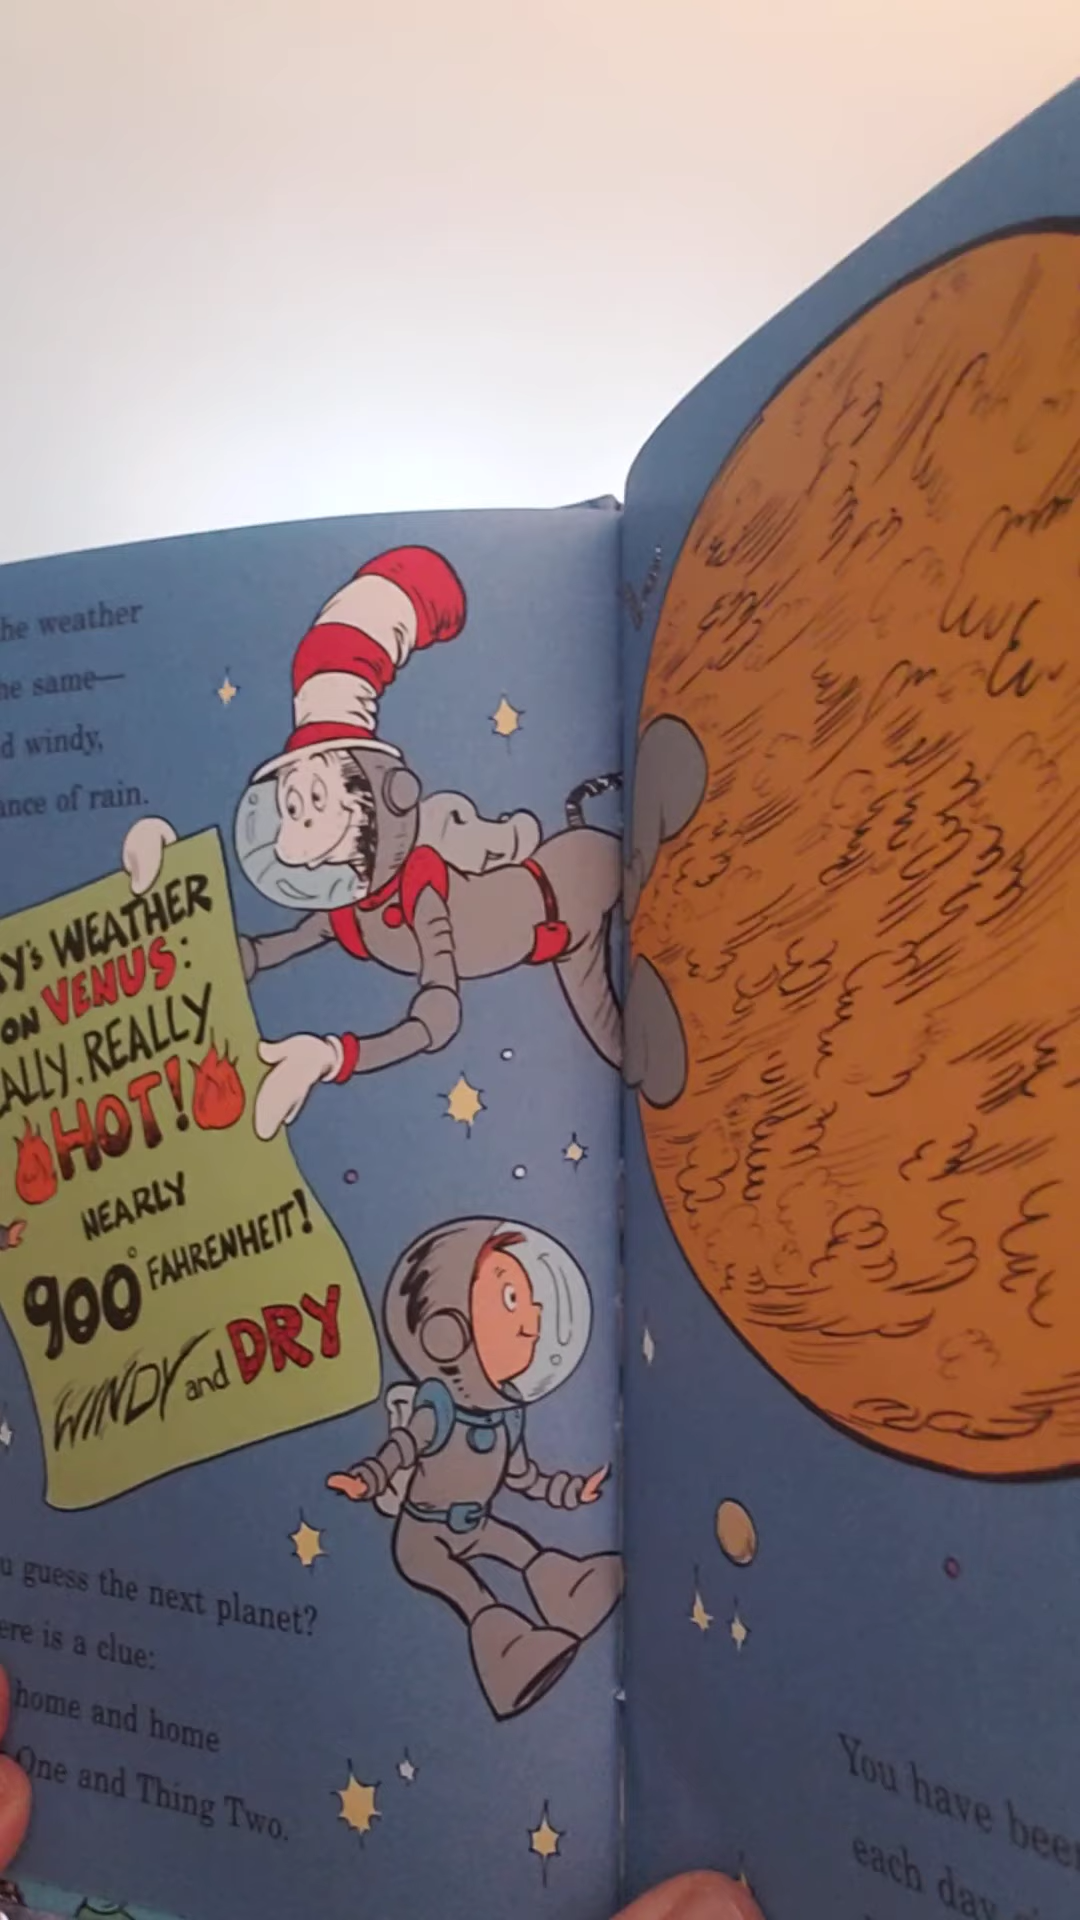 he weather
he same—
d windy,
ance of rain.
AY'S WEATHER
ON VENUS:
ALLY, REALLY
HOT!
NEARLY
900° FAHRENHEIT!
WINDY and DRY
u guess the next planet?
ere is a clue:
home and home
One and Thing Two.
You have been
each day